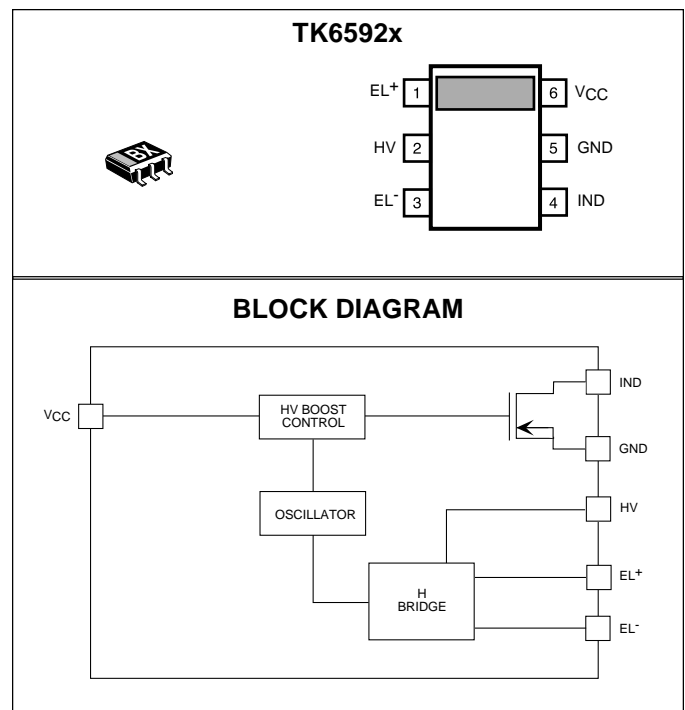 TK6592x
EL+ 1
6 VCC
HV 2
5 GND
EL- 3
4 IND
BX
BLOCK DIAGRAM
VCC
HV BOOST
CONTROL
IND
GND
OSCILLATOR
HV
H
BRIDGE
EL+
EL-